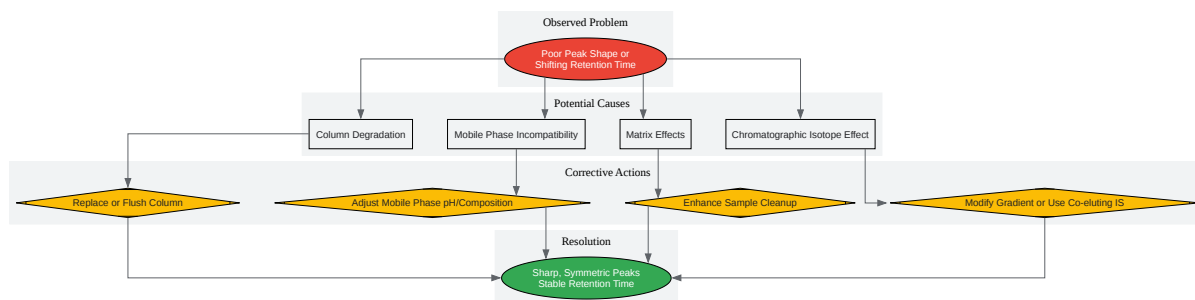 Observed Problem
Poor Peak Shape or
Shifting Retention Time
Potential Causes
Column Degradation
Mobile Phase Incompatibility
Matrix Effects
Chromatographic Isotope Effect
Corrective Actions
Replace or Flush Column
Adjust Mobile Phase pH/Composition
Enhance Sample Cleanup
Modify Gradient or Use Co-eluting IS
Resolution
Sharp, Symmetric Peaks
Stable Retention Time